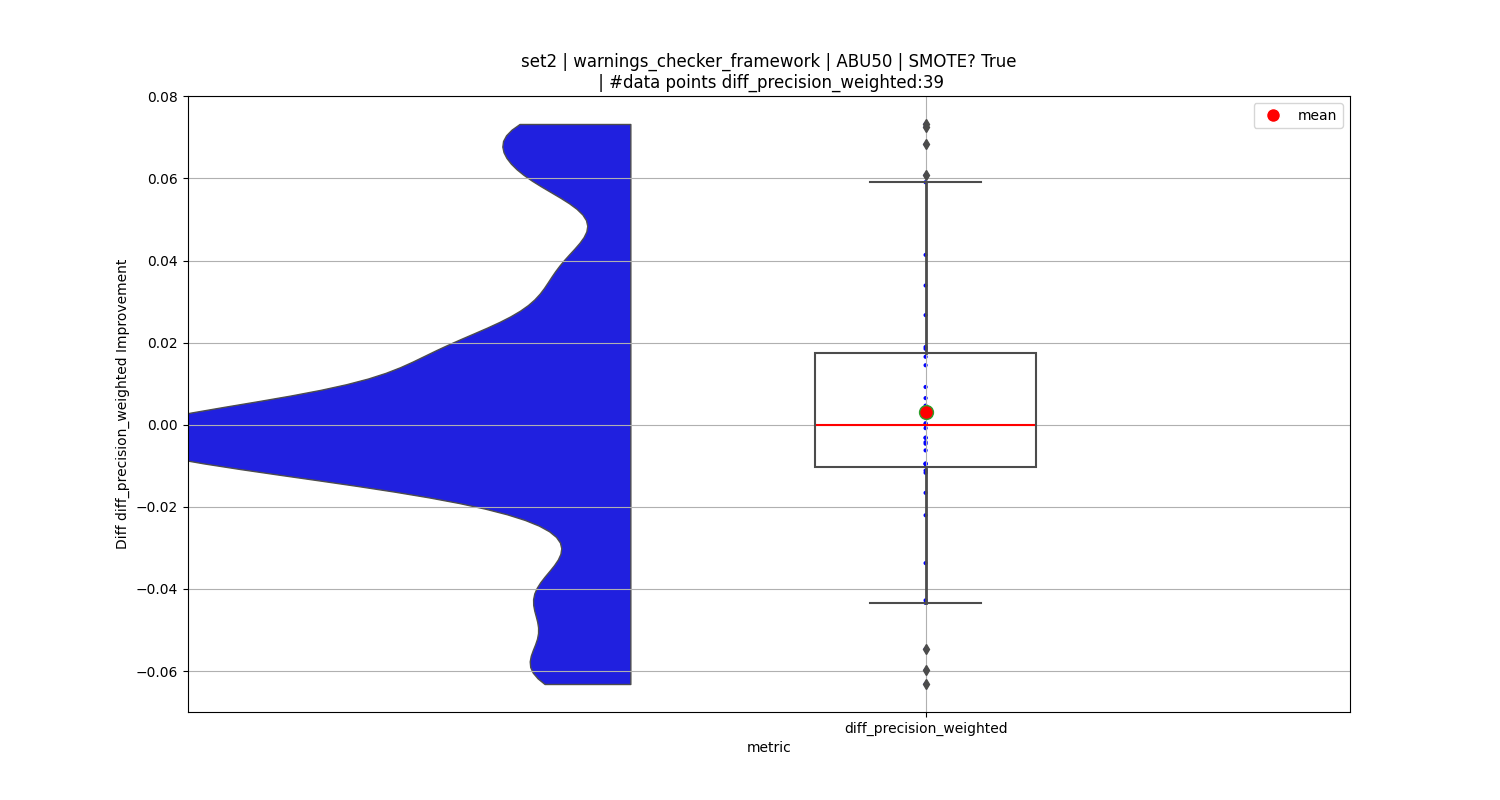 set2 | warnings_checker_framework | ABU50 | SMOTE? True
| #data points diff_precision_weighted:39
mean
0.08
0.06
0.04
0.02
0.00
−0.02
−0.04
−0.06
Diff diff_precision_weighted Improvement
diff_precision_weighted
metric